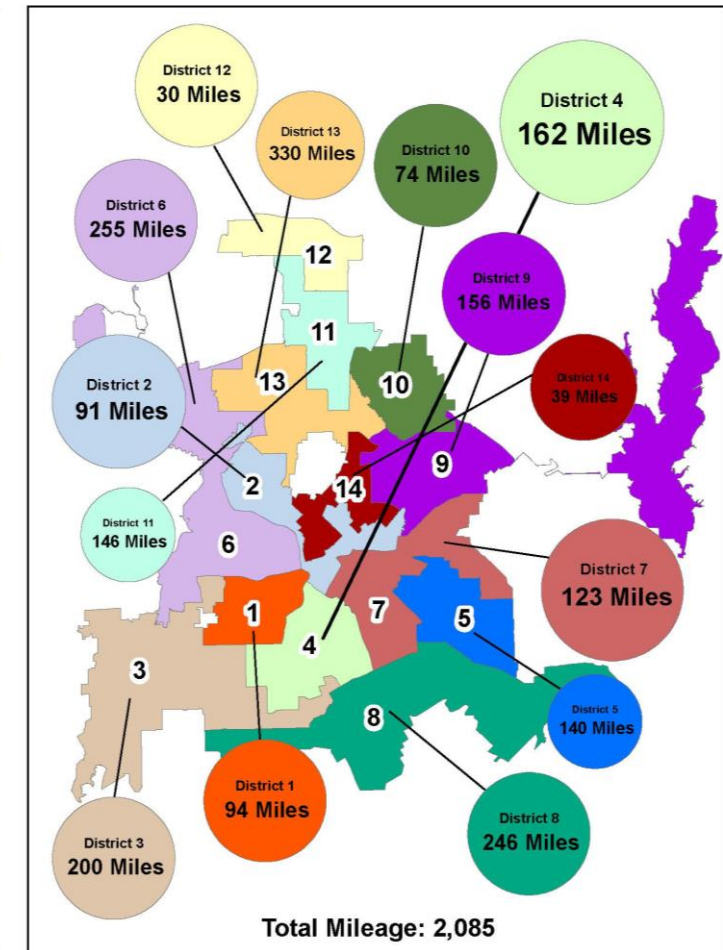 District 12
30 Miles
District 13
330 Miles
District 10
74 Miles
District 4
162 Miles
District 6
255 Miles
District 9
156 Miles
District 2
91 Miles
District 14
39 Miles
District 11
146 Miles
District 7
123 Miles
District 5
140 Miles
District 1
94 Miles
District 8
246 Miles
District 3
200 Miles
12
11
13
10
9
2
14
6
1
7
5
4
3
8
Total Mileage: 2,085